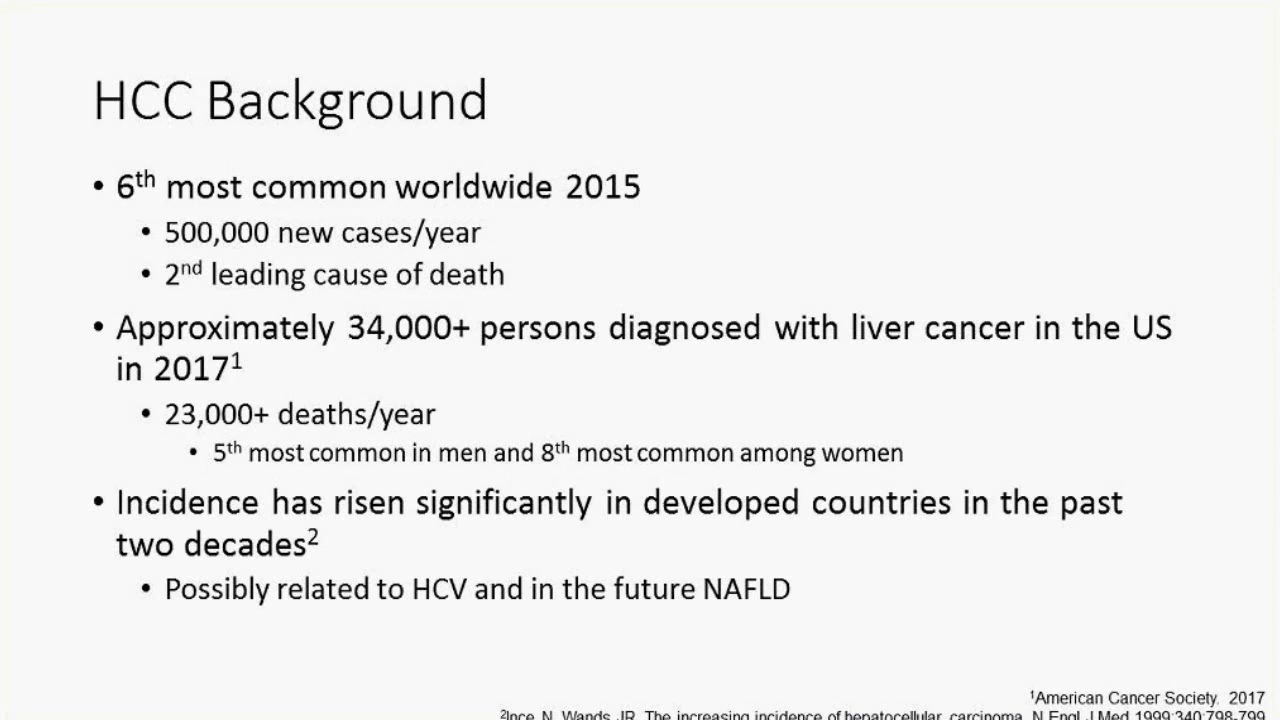 HCC Background
• 6th most common worldwide 2015
• 500,000 new cases/year
• 2nd leading cause of death
• Approximately 34,000+ persons diagnosed with liver cancer in the US
in 2017¹
• 23,000+ deaths/year
• 5th most common in men and 8th most common among women
• Incidence has risen significantly in developed countries in the past
two decades²
• Possibly related to HCV and in the future NAFLD
¹American Cancer Society. 2017
²Ince N, Wands JR. The increasing incidence of hepatocellular carcinoma. N Engl J Med 1999;340:798-799